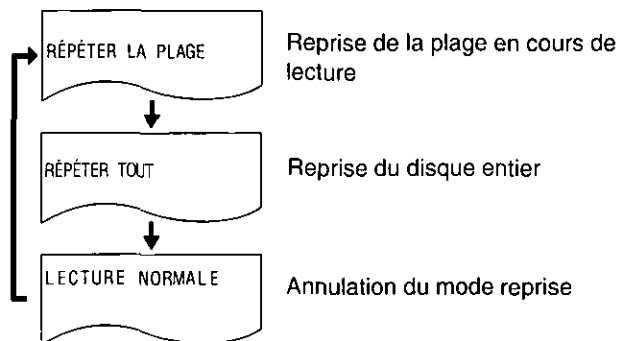 RÉPÉTER LA PLAGE
Reprise de la plage en cours de
lecture
RÉPÉTER TOUT
Reprise du disque entier
LECTURE NORMALE
Annulation du mode reprise